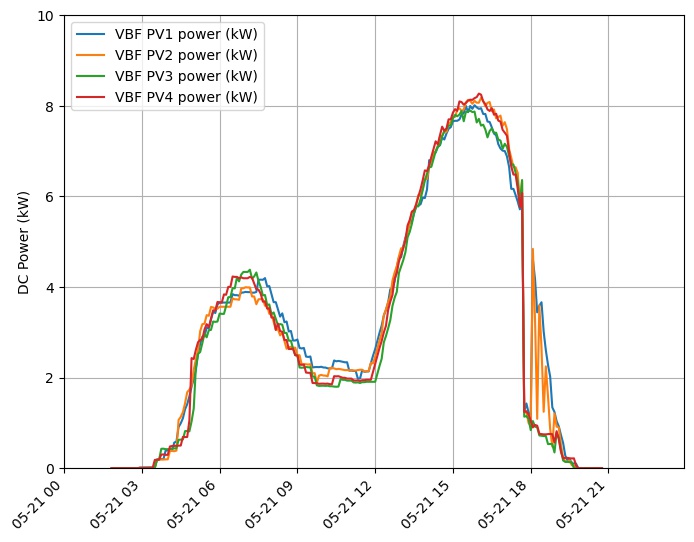 VBF PV1 power (kW)
VBF PV2 power (kW)
VBF PV3 power (kW)
VBF PV4 power (kW)
DC Power (kW)
10
8
6
4
2
0
05-21 00
05-21 03
05-21 06
05-21 09
05-21 12
05-21 15
05-21 18
05-21 21